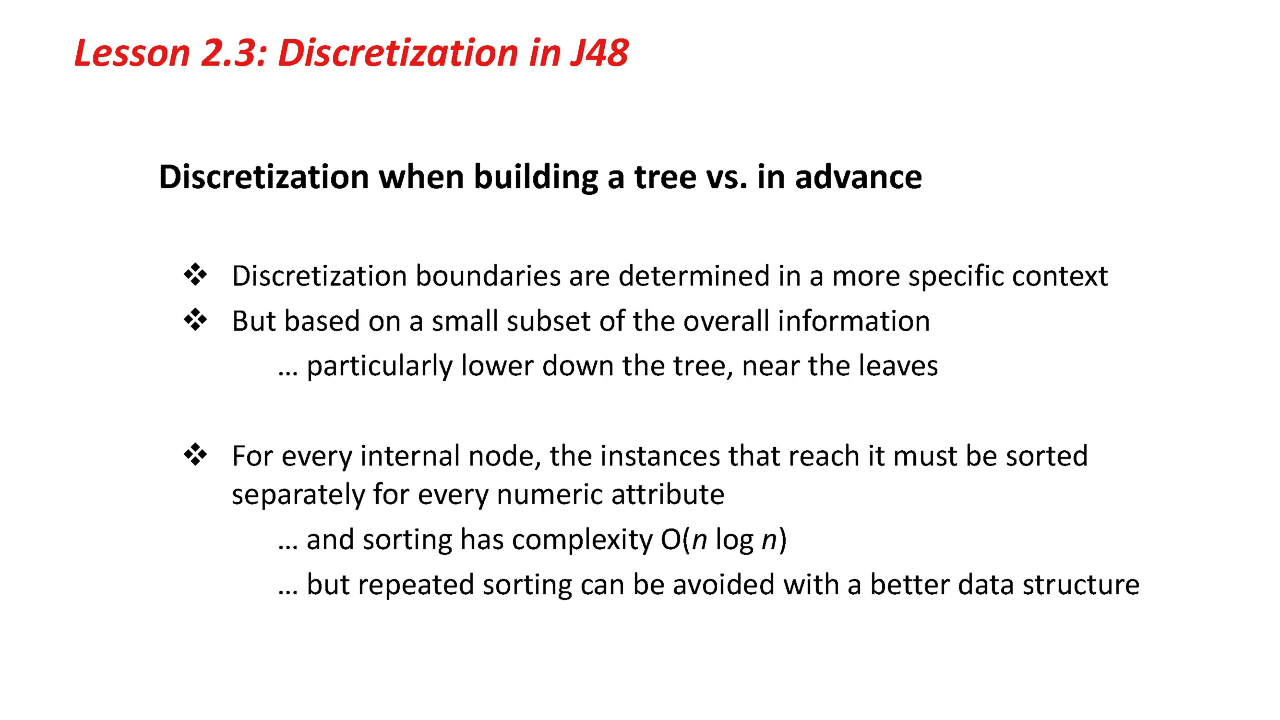 Lesson 2.3: Discretization in J48
Discretization when building a tree vs. in advance
❖ Discretization boundaries are determined in a more specific context
❖ But based on a small subset of the overall information
… particularly lower down the tree, near the leaves
❖ For every internal node, the instances that reach it must be sorted
separately for every numeric attribute
… and sorting has complexity O(n log n)
… but repeated sorting can be avoided with a better data structure